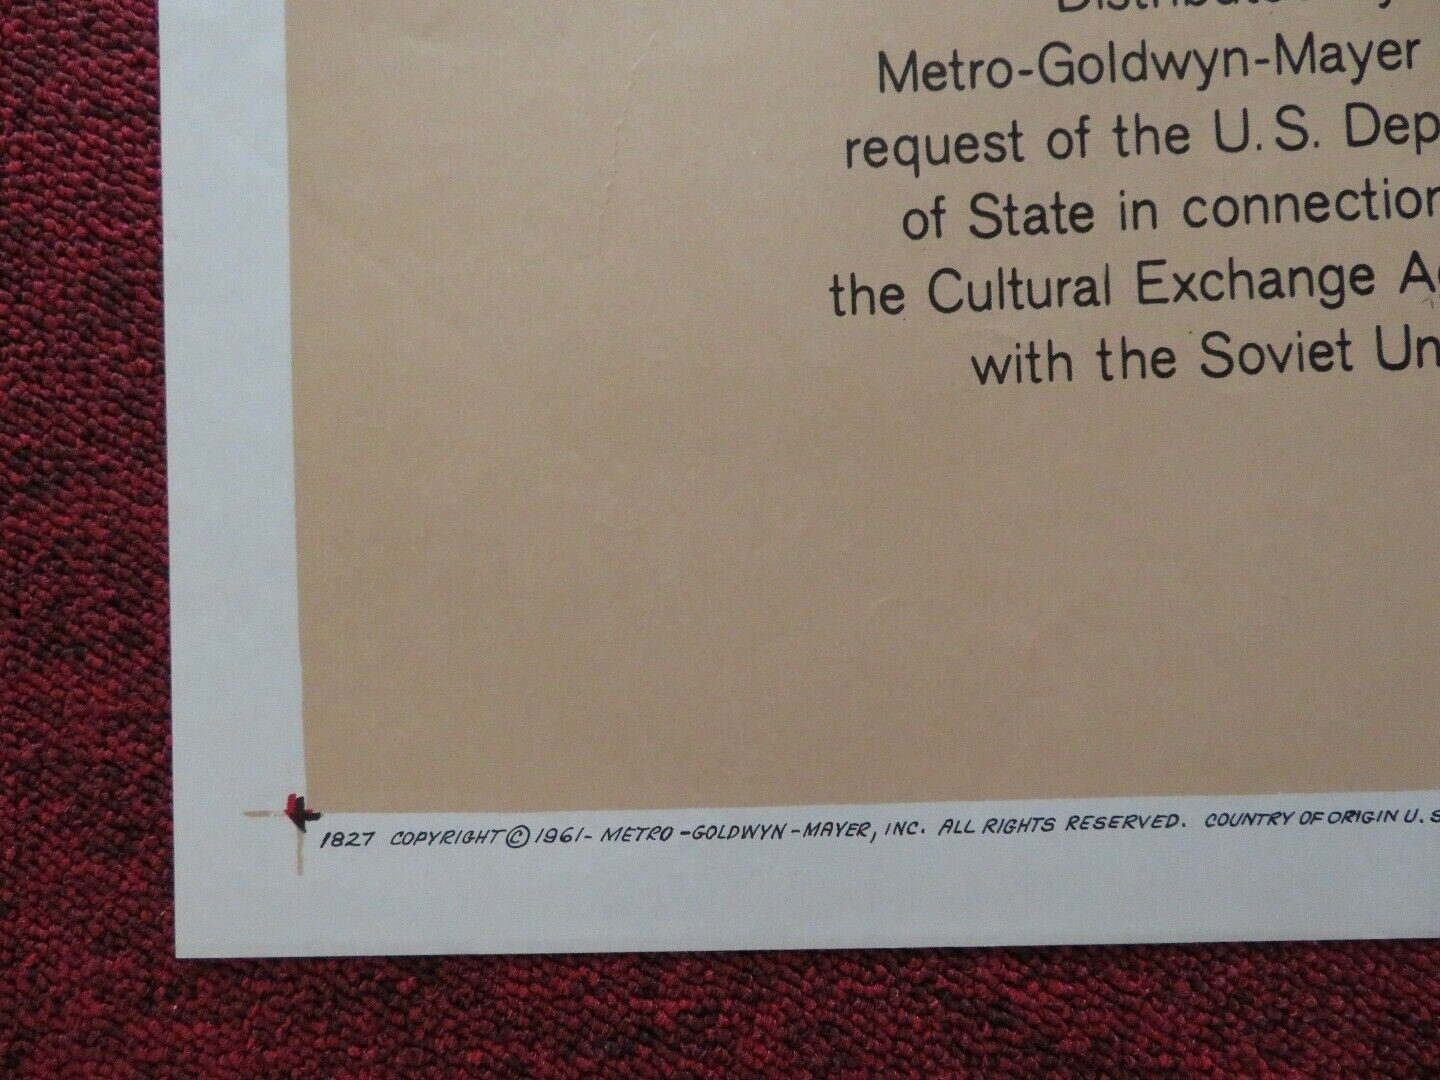 Metro-Goldwyn-Mayer
request of the U.S. Dep
of State in connection
the Cultural Exchange A
with the Soviet Un
1827 COPYRIGHT © 1961- METRO-GOLDWYN-MAYER, INC. ALL RIGHTS RESERVED. COUNTRY OF ORIGIN U.S